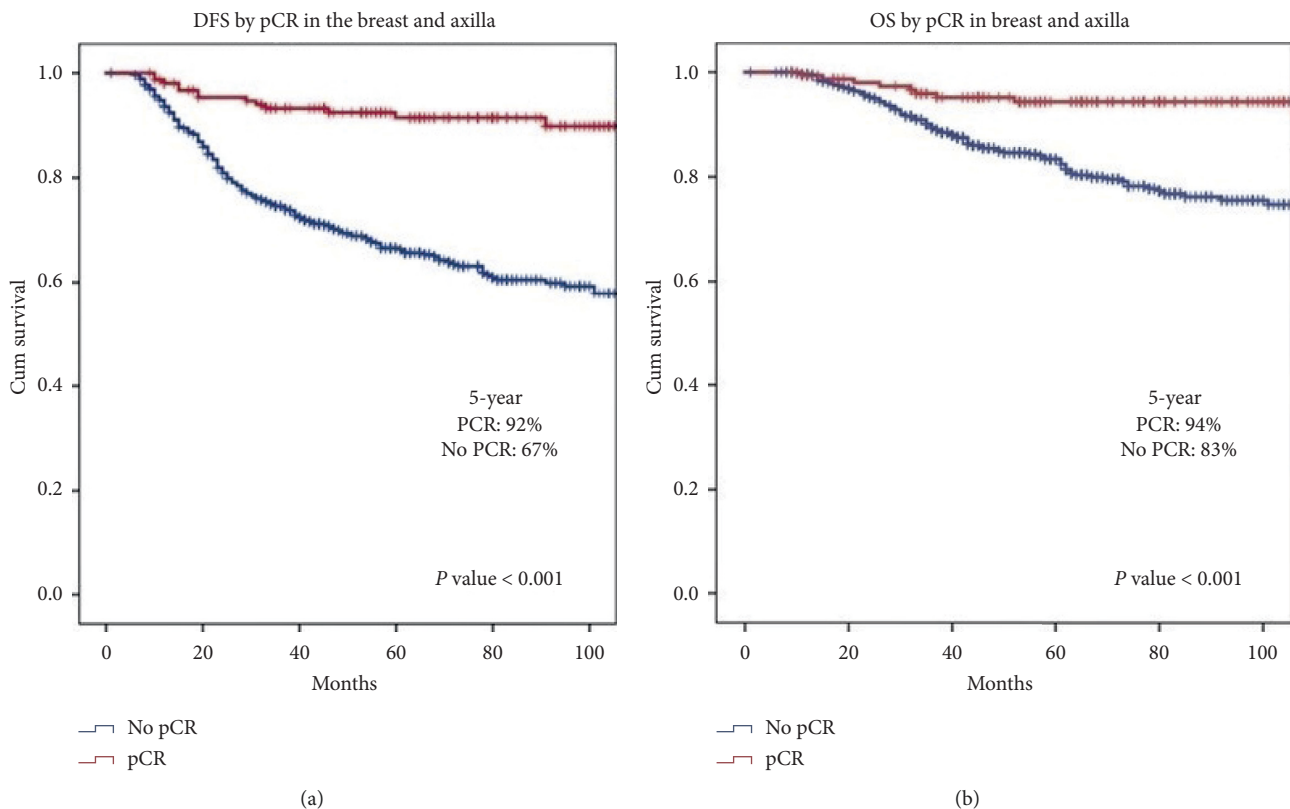 DFS by pCR in the breast and axilla
1.0
0.8
0.6
0.4
0.2
0.0
Cum survival
5-year
PCR: 92%
No PCR: 67%
P value < 0.001
0 20 40 60 80 100
Months
No pCR
pCR
(a)
OS by pCR in breast and axilla
1.0
0.8
0.6
0.4
0.2
0.0
Cum survival
5-year
PCR: 94%
No PCR: 83%
P value < 0.001
0 20 40 60 80 100
Months
No pCR
pCR
(b)